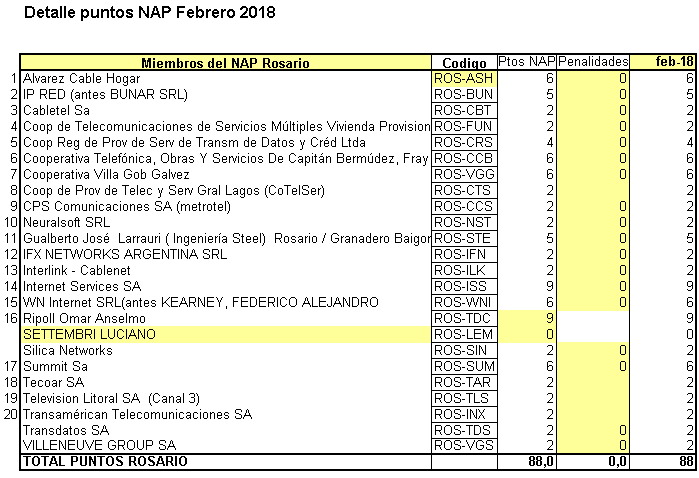 Detalle puntos NAP Febrero 2018
Miembros del NAP Rosario Codigo Ptos NAP Penalidades feb-18
1 Alvarez Cable Hogar ROS-ASH 6 0 6
2 IP RED (antes BUNAR SRL) ROS-BUN 5 0 5
3 Cabletel Sa ROS-CBT 2 0 2
4 Coop de Telecomunicaciones de Servicios Múltiples Vivienda Provision ROS-FUN 2 0 2
5 Coop Reg de Prov de Serv de Transm de Datos y Créd Ltda ROS-CRS 4 0 4
6 Cooperativa Telefónica, Obras Y Servicios De Capitán Bermúdez, Fray ROS-CCB 6 0 6
7 Cooperativa Villa Gob Galvez ROS-VGG 6 0 6
8 Coop de Prov de Telec y Serv Gral Lagos (CoTelSer) ROS-CTS 2 2
9 CPS Comunicaciones SA (metrotel) ROS-CCS 2 0 2
10 Neuralsoft SRL ROS-NST 2 0 2
11 Gualberto José Larrauri ( Ingeniería Steel) Rosario / Granadero Baigor ROS-STE 5 0 5
12 IFX NETWORKS ARGENTINA SRL ROS-IFN 2 0 2
13 Interlink - Cablenet ROS-ILK 2 0 2
14 Internet Services SA ROS-ISS 9 0 9
15 WN Internet SRL(antes KEARNEY, FEDERICO ALEJANDRO ROS-WNI 6 0 6
16 Ripoll Omar Anselmo ROS-TDC 9 9
SETTEMBRI LUCIANO ROS-LEM 0 0
Silica Networks ROS-SIN 2 0 2
17 Summit Sa ROS-SUM 6 0 6
18 Tecoar SA ROS-TAR 2 2
19 Television Litoral SA (Canal 3) ROS-TLS 2 2
20 Transamérican Telecomunicaciones SA ROS-INX 2 2
Transdatos SA ROS-TDS 2 0 2
VILLENEUVE GROUP SA ROS-VGS 2 0 2
TOTAL PUNTOS ROSARIO 88,0 0,0 88